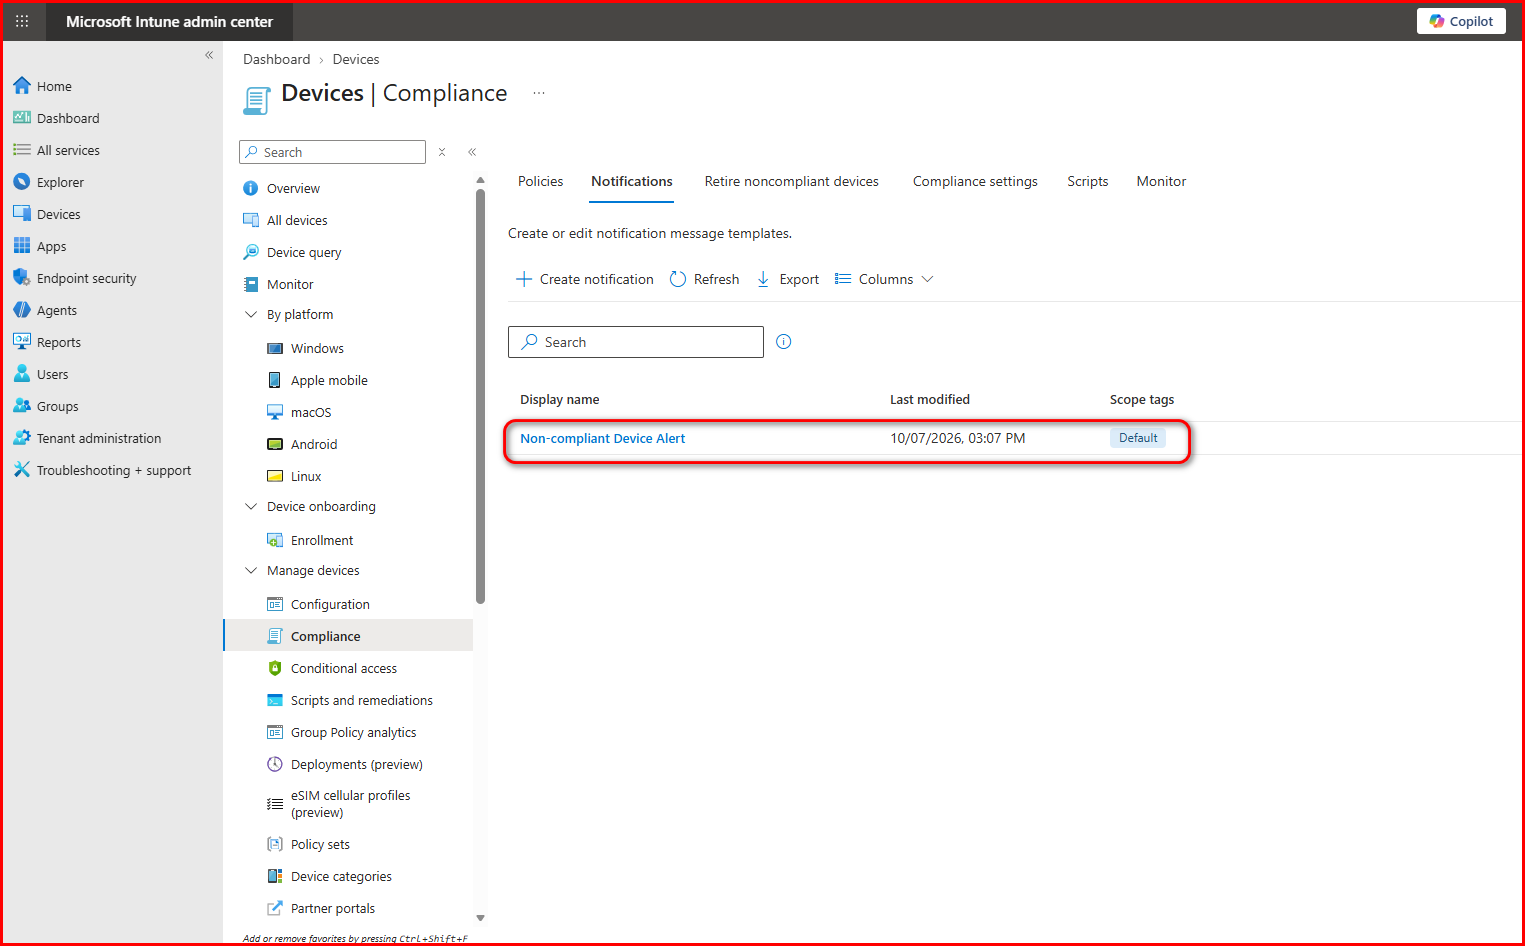 Microsoft Intune admin center
Copilot
Home
Dashboard
All services
Explorer
Devices
Apps
Endpoint security
Agents
Reports
Users
Groups
Tenant administration
Troubleshooting + support
Dashboard › Devices
Devices | Compliance ...
Search
Overview
All devices
Device query
Monitor
By platform
Windows
Apple mobile
macOS
Android
Linux
Device onboarding
Enrollment
Manage devices
Configuration
Compliance
Conditional access
Scripts and remediations
Group Policy analytics
Deployments (preview)
eSIM cellular profiles
(preview)
Policy sets
Device categories
Partner portals
Add or remove favorites by pressing Ctrl+Shift+F
Policies Notifications Retire noncompliant devices Compliance settings Scripts Monitor
Create or edit notification message templates.
Create notification Refresh Export Columns
Search
Display name Last modified Scope tags
Non-compliant Device Alert 10/07/2026, 03:07 PM Default